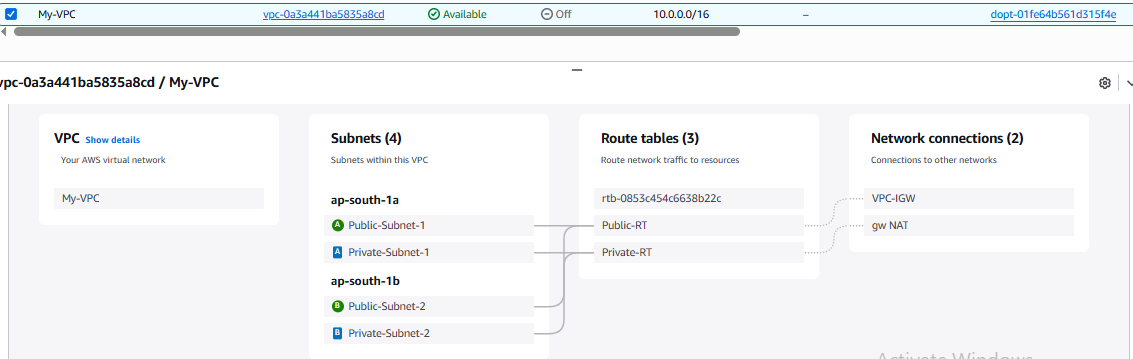 My-VPC vpc-0a3a441ba5835a8cd Available Off 10.0.0.0/16 – dopt-01fe64b561d315f4e
vpc-0a3a441ba5835a8cd / My-VPC
VPC Show details
Your AWS virtual network
My-VPC
Subnets (4)
Subnets within this VPC
ap-south-1a
A Public-Subnet-1
A Private-Subnet-1
ap-south-1b
B Public-Subnet-2
B Private-Subnet-2
Route tables (3)
Route network traffic to resources
rtb-0853c454c6638b22c
Public-RT
Private-RT
Network connections (2)
Connections to other networks
VPC-IGW
gw NAT
Activate Windows